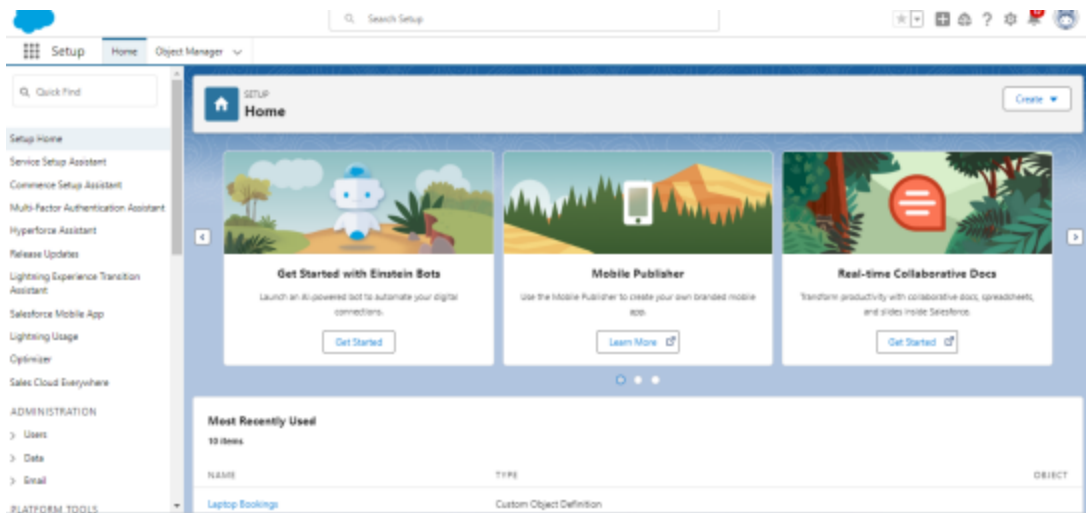 Search Setup
Setup
Home
Object Manager
Quick Find
Setup Home
Service Setup Assistant
Commerce Setup Assistant
Multi-Factor Authentication Assistant
Hyperforce Assistant
Release Updates
Lightning Experience Transition
Assistant
Salesforce Mobile App
Lightning Usage
Optimizer
Sales Cloud Everywhere
ADMINISTRATION
Users
Data
Email
PLATFORM TOOLS
SETUP
Home
Create
Get Started with Einstein Bots
Launch an AI-powered bot to automate your digital
connections.
Get Started
Mobile Publisher
Use the Mobile Publisher to create your own branded mobile
app.
Learn More
Real-time Collaborative Docs
Transform productivity with collaborative docs, spreadsheets,
and slides inside Salesforce.
Get Started
Most Recently Used
10 items
NAME
TYPE
OBJECT
Laptop Bookings
Custom Object Definition